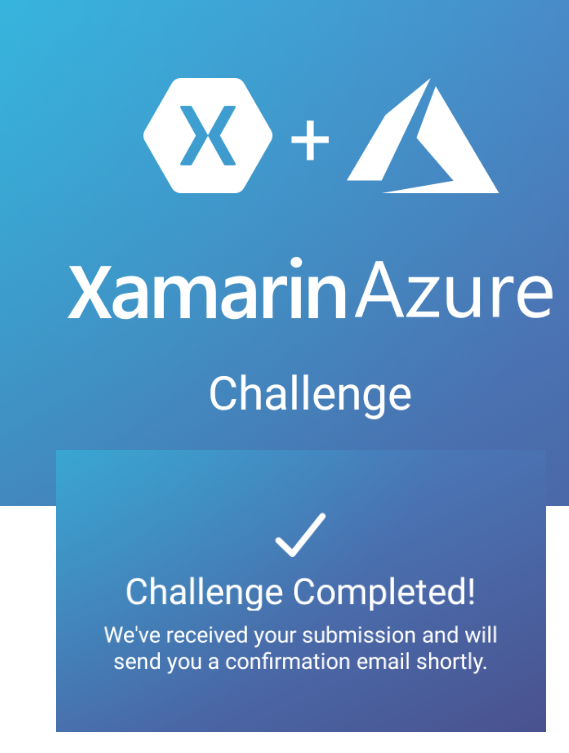 X +
Xamarin Azure
Challenge
Challenge Completed!
We've received your submission and will
send you a confirmation email shortly.